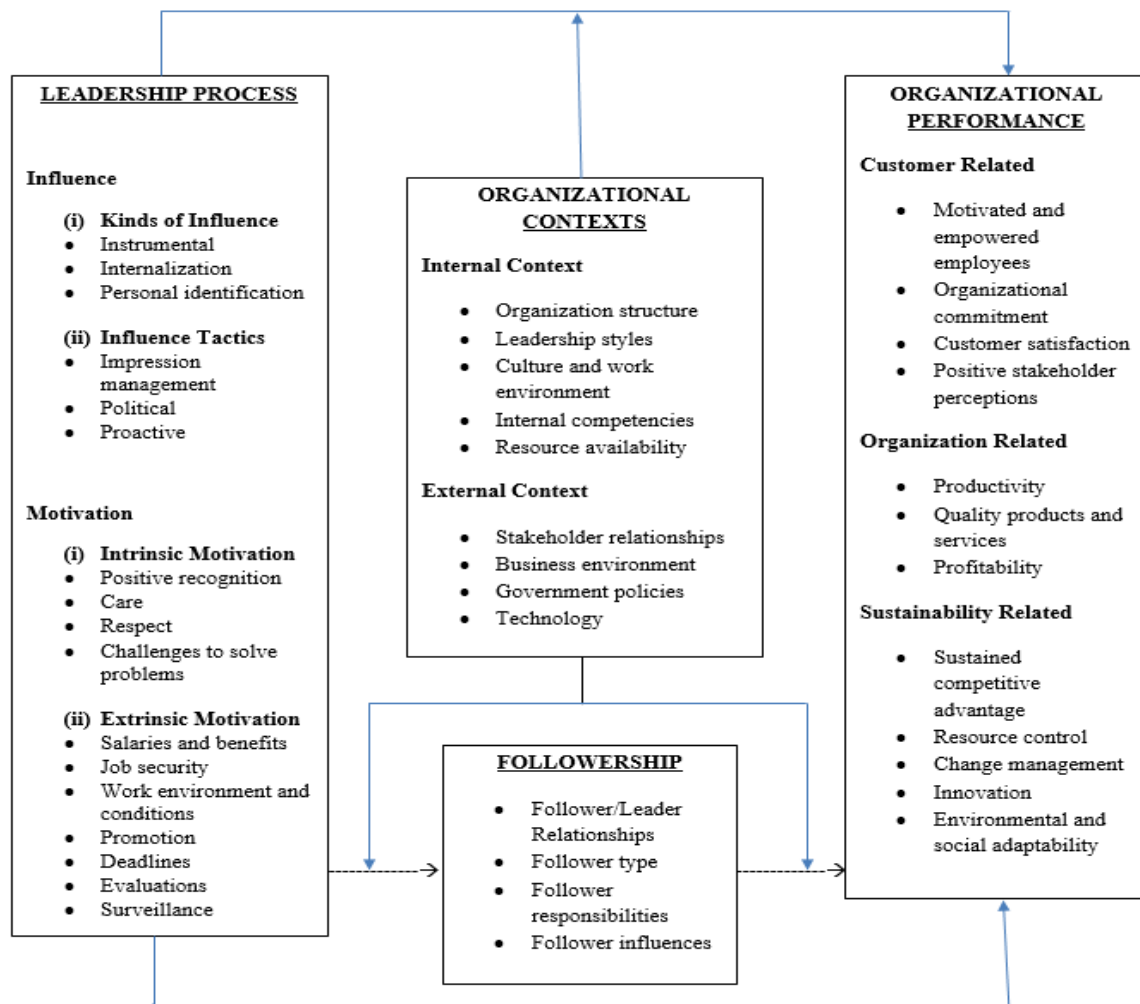 LEADERSHIP PROCESS
Influence
(i) Kinds of Influence
● Instrumental
● Internalization
● Personal identification
(ii) Influence Tactics
● Impression
management
● Political
● Proactive
Motivation
(i) Intrinsic Motivation
● Positive recognition
● Care
● Respect
● Challenges to solve
problems
(ii) Extrinsic Motivation
● Salaries and benefits
● Job security
● Work environment and
conditions
● Promotion
● Deadlines
● Evaluations
● Surveillance
ORGANIZATIONAL
CONTEXTS
Internal Context
● Organization structure
● Leadership styles
● Culture and work
environment
● Internal competencies
● Resource availability
External Context
● Stakeholder relationships
● Business environment
● Government policies
● Technology
FOLLOWERSHIP
● Follower/Leader
Relationships
● Follower type
● Follower
responsibilities
● Follower influences
ORGANIZATIONAL
PERFORMANCE
Customer Related
● Motivated and
empowered
employees
● Organizational
commitment
● Customer satisfaction
● Positive stakeholder
perceptions
Organization Related
● Productivity
● Quality products and
services
● Profitability
Sustainability Related
● Sustained
competitive
advantage
● Resource control
● Change management
● Innovation
● Environmental and
social adaptability